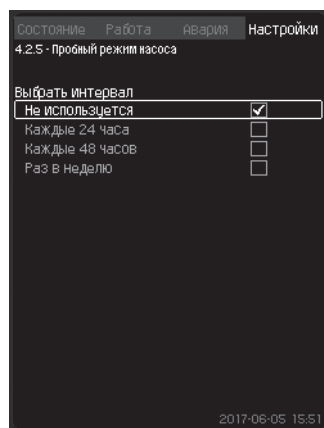 Состояние Работа Авария Настройки
4.2.5 - Пробный режим насоса
Выбрать интервал
Не используется
Каждые 24 часа
Каждые 48 часов
Раз в неделю
2017-06-05 15:51